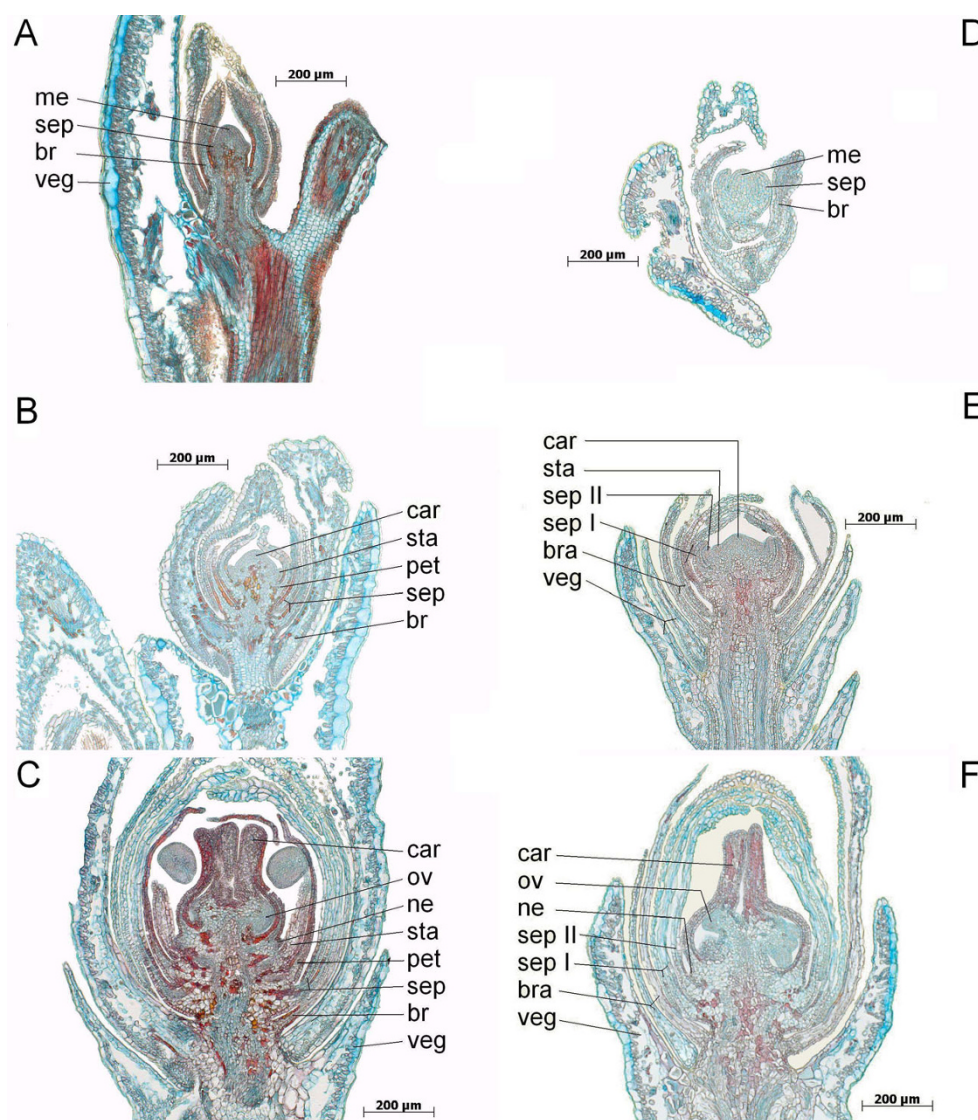 A
200 µm
me
sep
br
veg
D
me
sep
br
200 µm
B
200 µm
car
sta
pet
sep
br
E
car
sta
sep II
sep I
bra
veg
200 µm
C
car
ov
ne
sta
pet
sep
br
veg
200 µm
F
car
ov
ne
sep II
sep I
bra
veg
200 µm